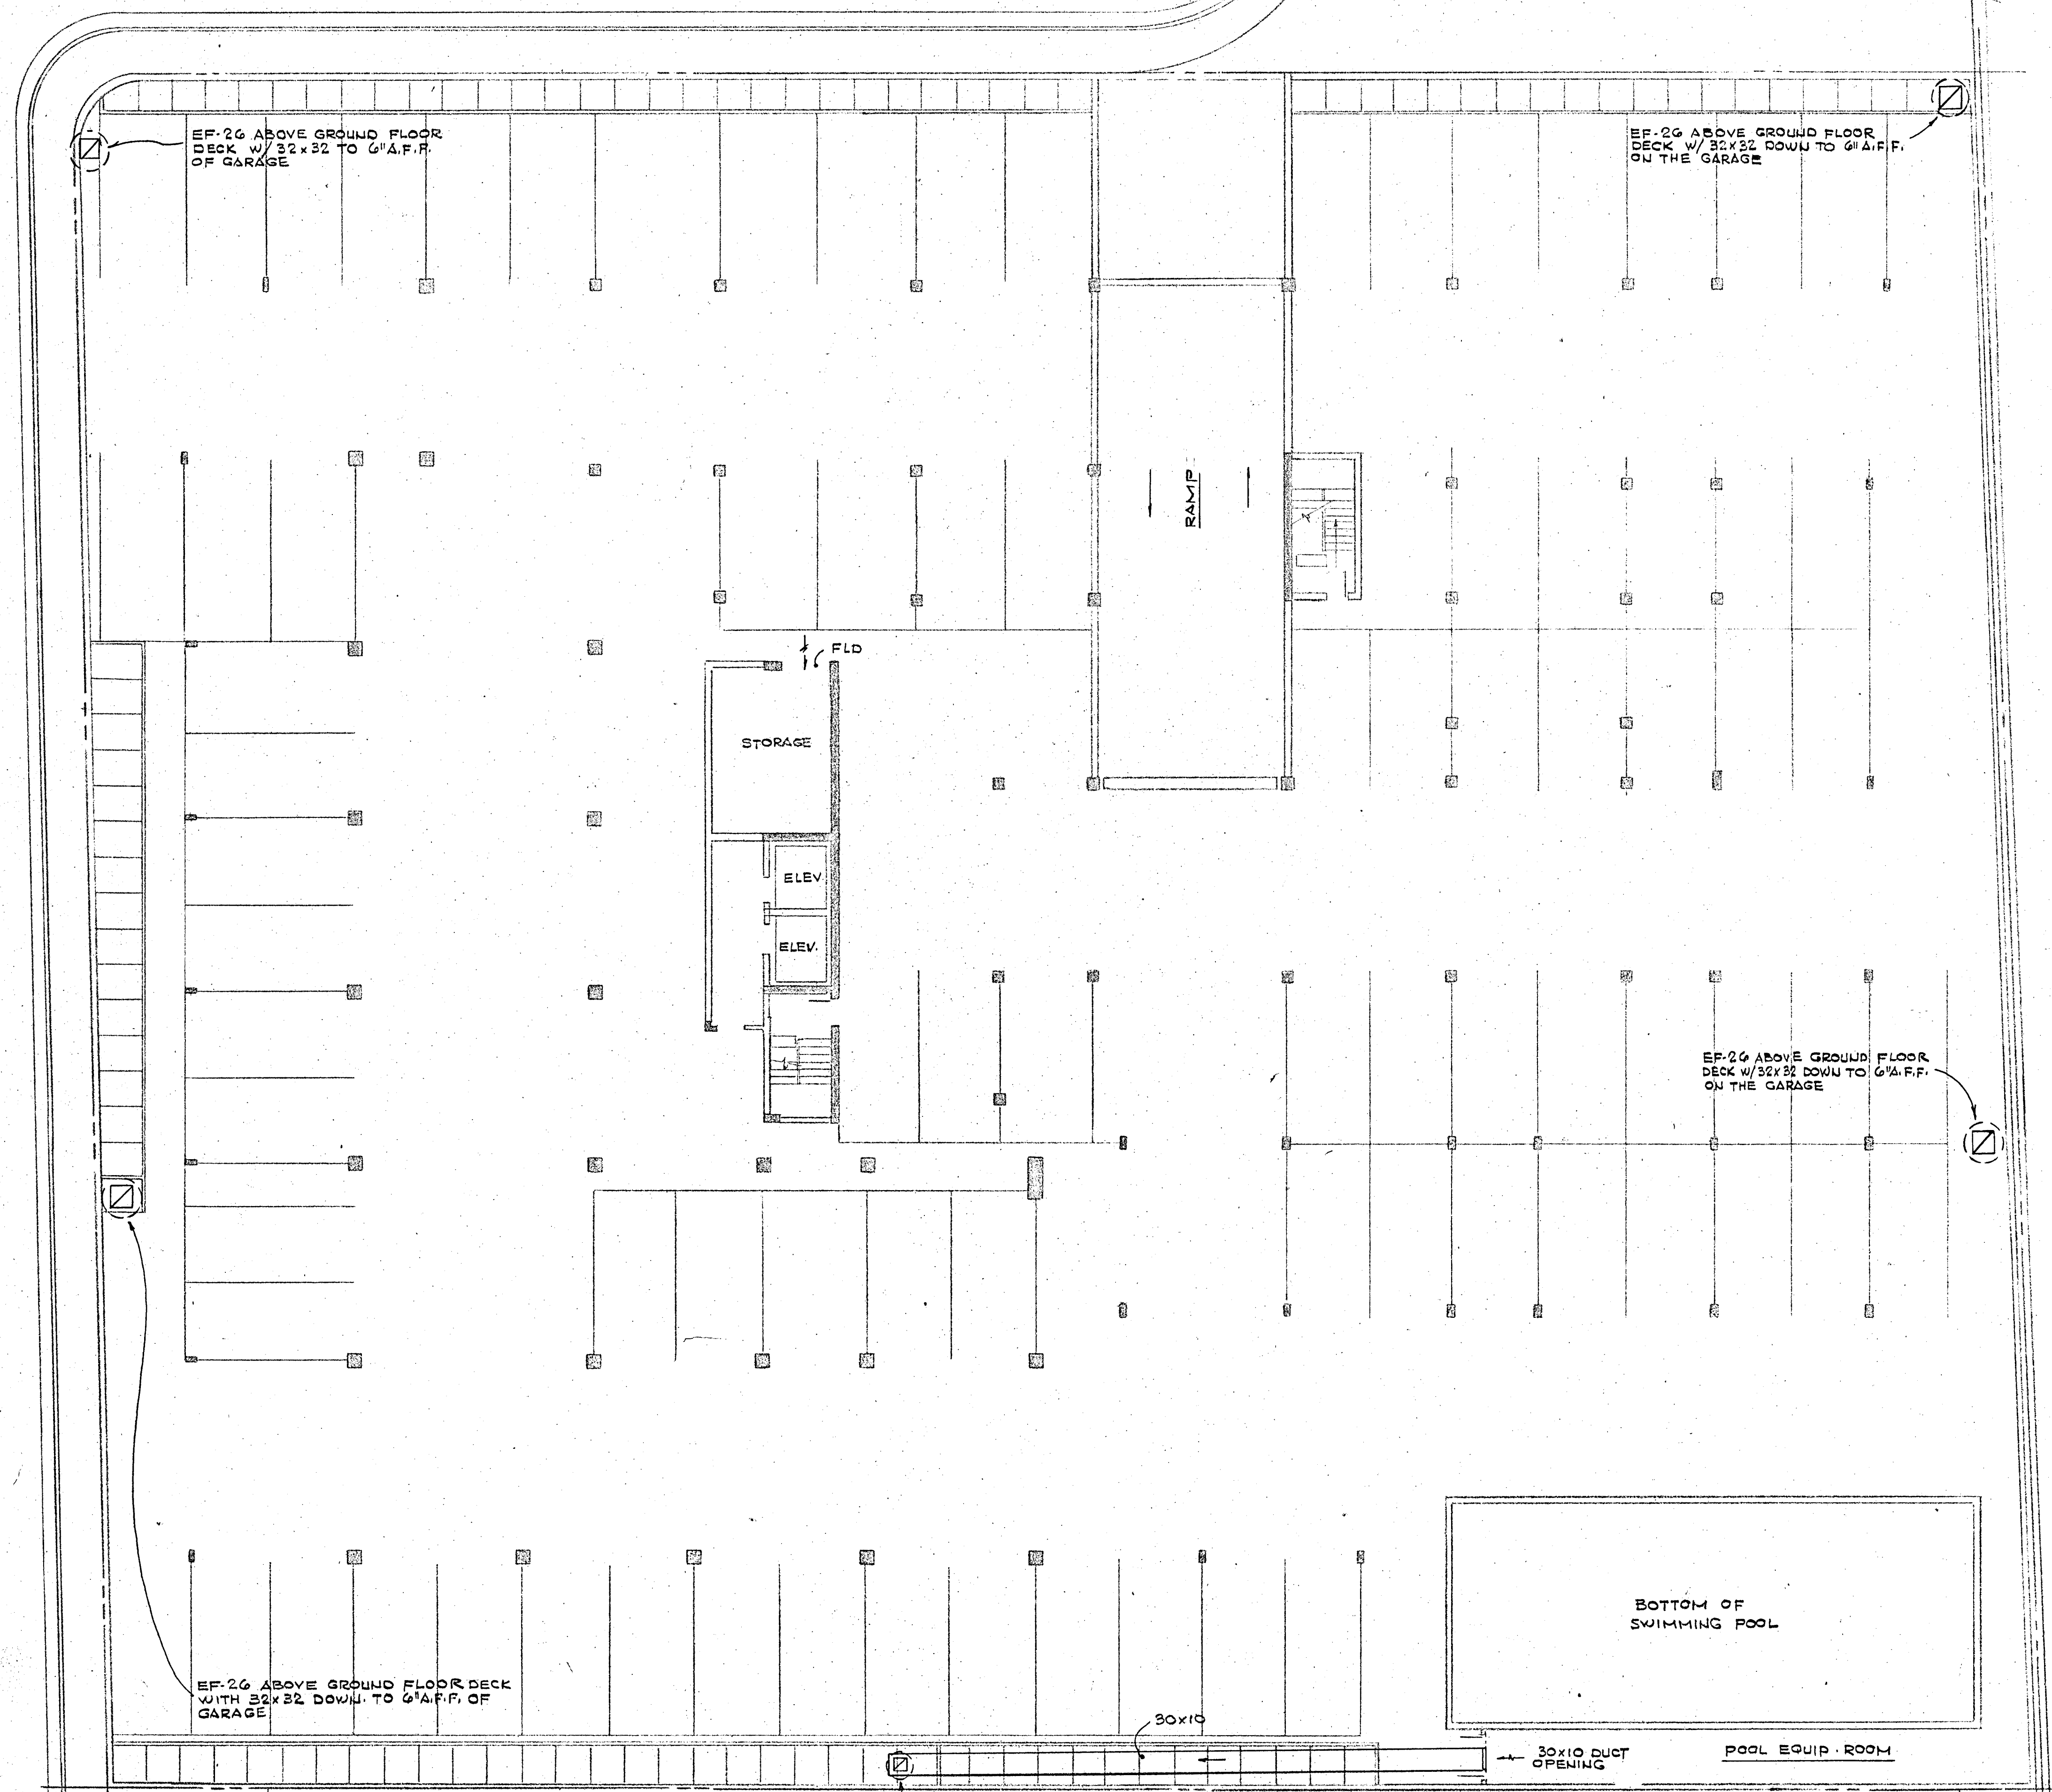 EF-26 ABOVE GROUND FLOOR
DECK W/ 32x32 TO 6" A.F.F.
OF GARAGE
EF-26 ABOVE GROUND FLOOR
DECK W/ 32x32 DOWN TO 6" A.F.F.
ON THE GARAGE
RAMP
FLD
STORAGE
ELEV.
ELEV.
EF-26 ABOVE GROUND FLOOR
DECK W/32x32 DOWN TO 6"A.F.F.
ON THE GARAGE
BOTTOM OF
SWIMMING POOL
EF-26 ABOVE GROUND FLOOR DECK
WITH 32x32 DOWN. TO 6"A.F.F. OF
GARAGE
30x10
30x10 DUCT
OPENING
POOL EQUIP. ROOM